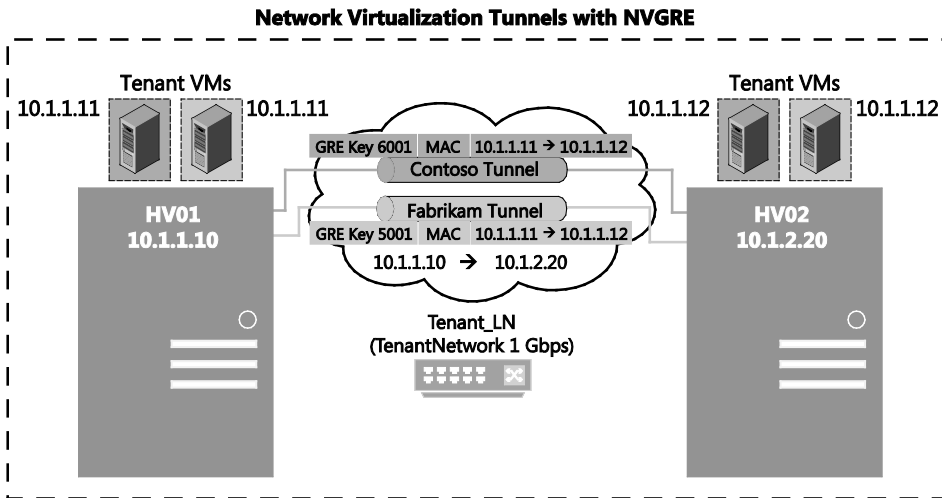 Network Virtualization Tunnels with NVGRE
Tenant VMs
10.1.1.11
10.1.1.11
Tenant VMs
10.1.1.12
10.1.1.12
GRE Key 6001 MAC 10.1.1.11 → 10.1.1.12
Contoso Tunnel
Fabrikam Tunnel
GRE Key 5001 MAC 10.1.1.11 → 10.1.1.12
10.1.1.10 → 10.1.2.20
HV01
10.1.1.10
HV02
10.1.2.20
Tenant_LN
(TenantNetwork 1 Gbps)